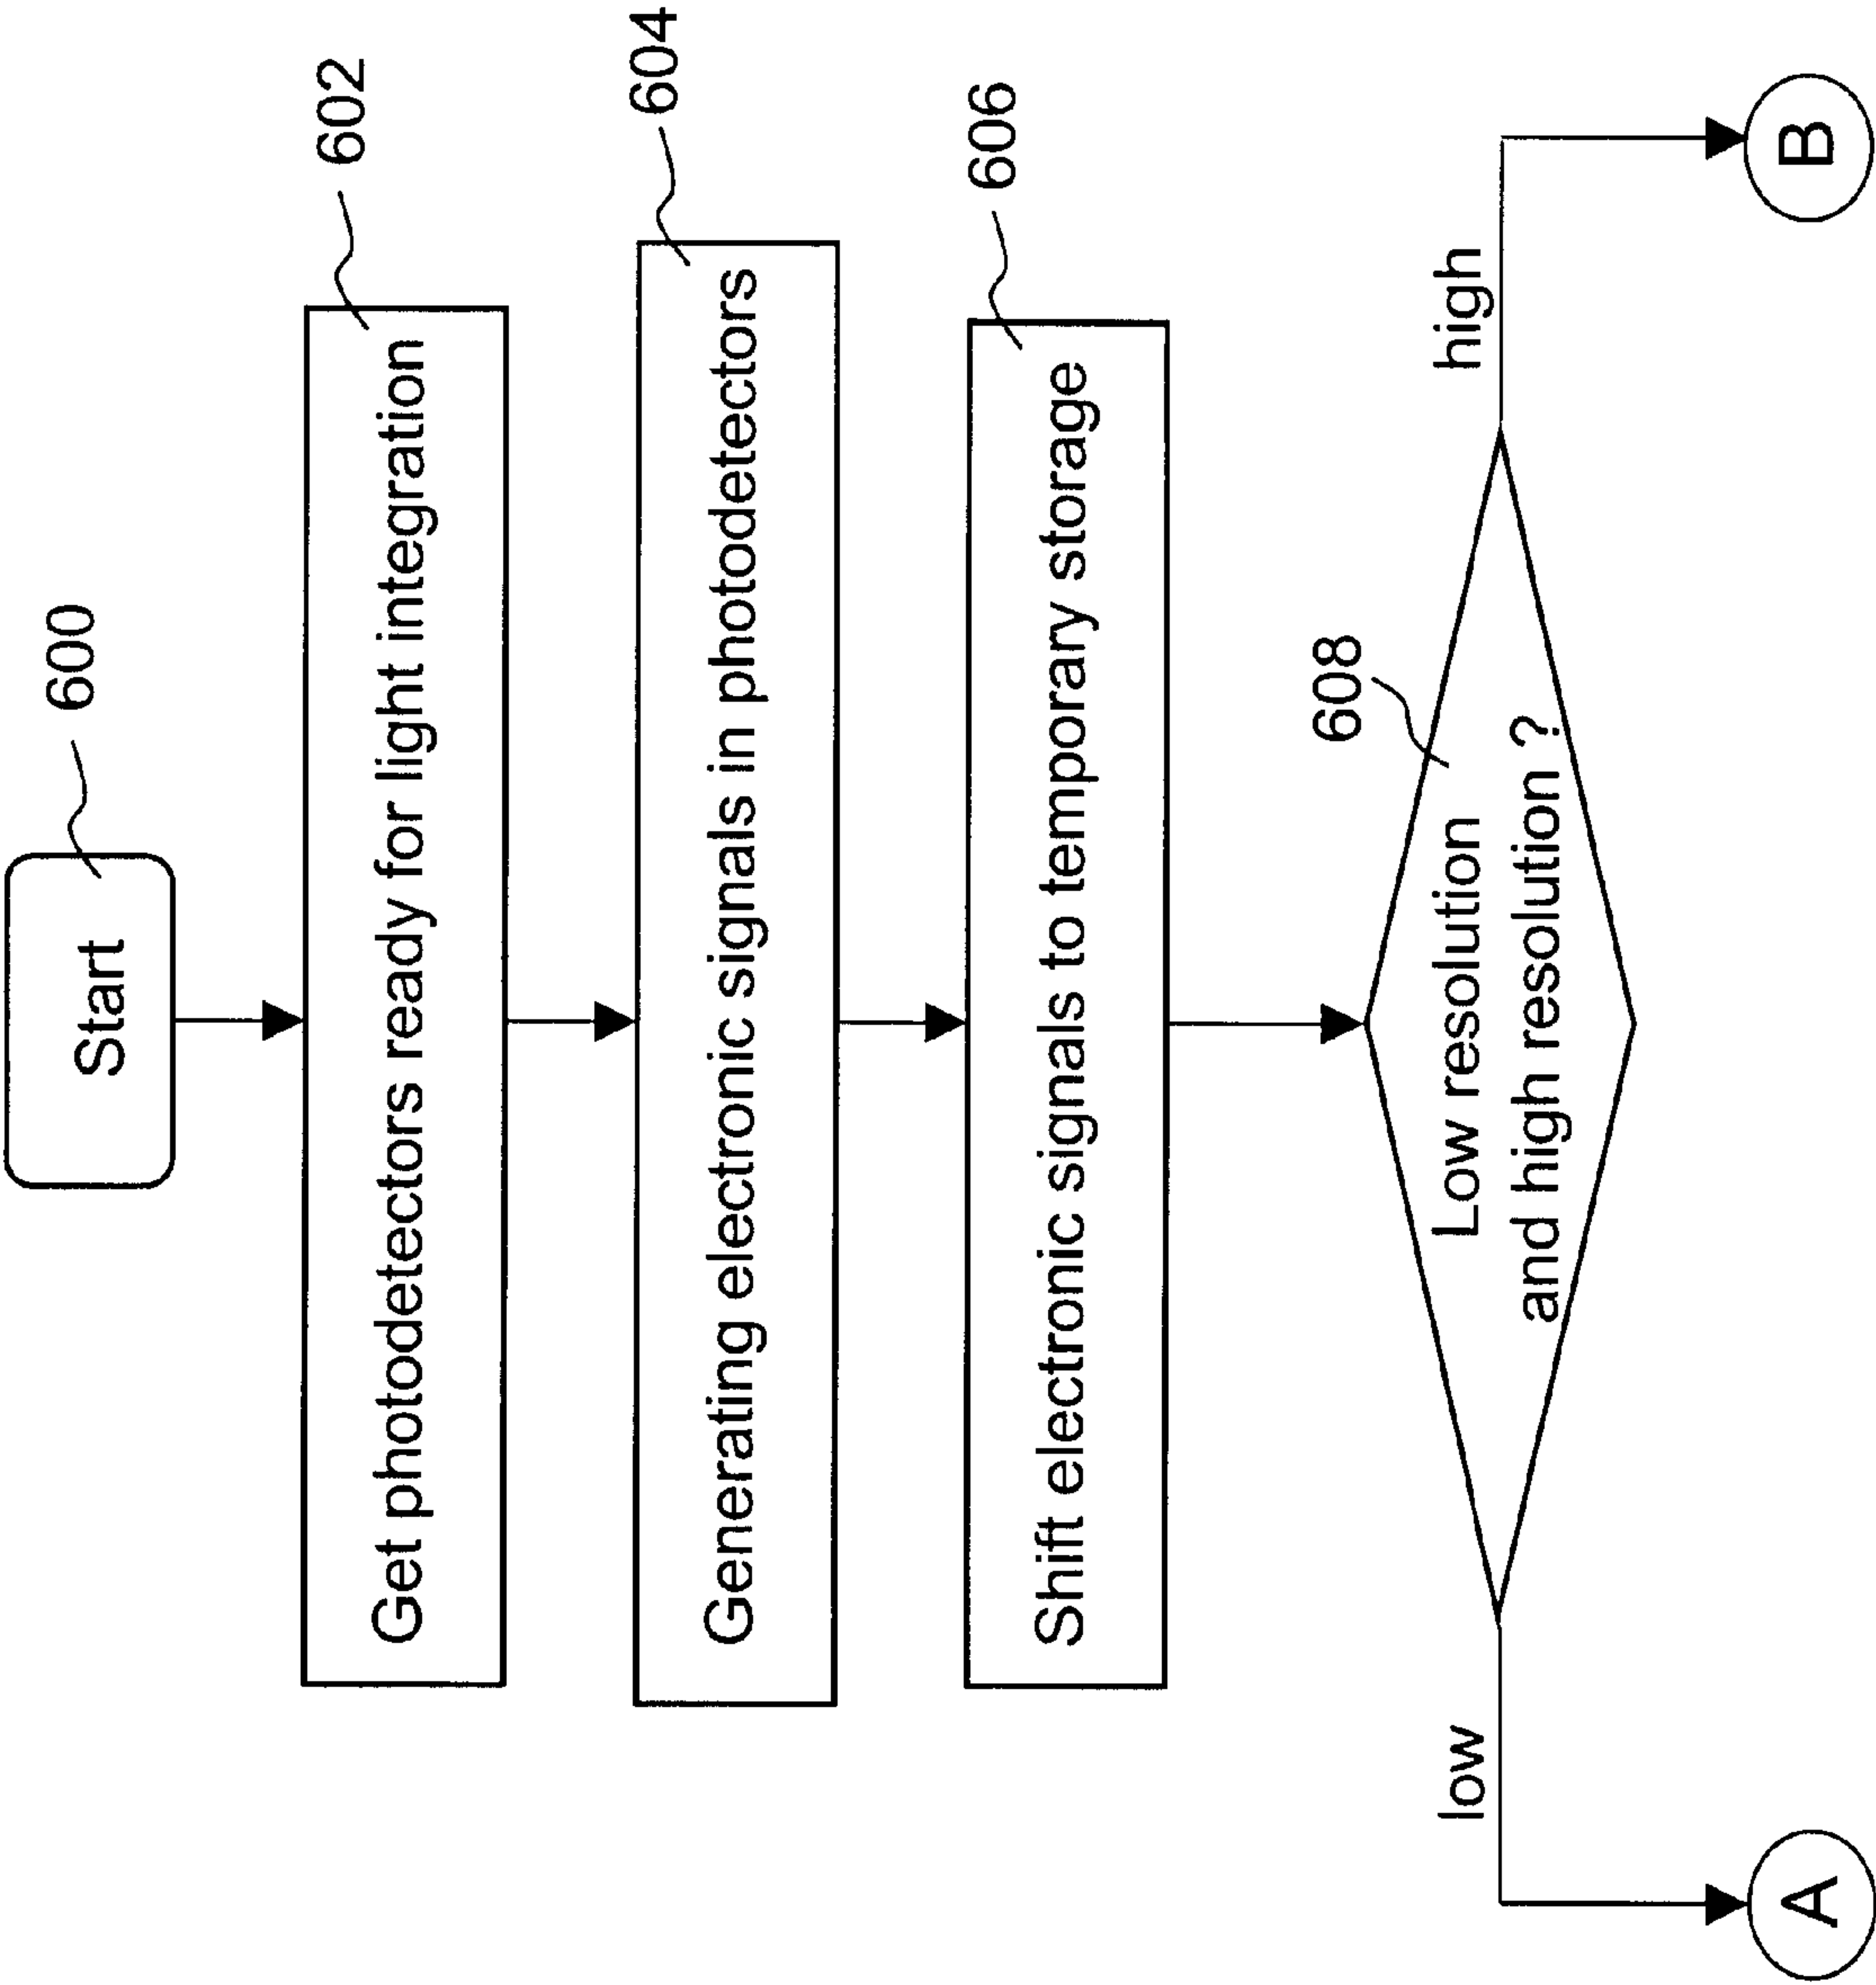 Start
600
Get photodetectors ready for light integration
602
Generating electronic signals in photodetectors
604
Shift electronic signals to temporary storage
606
608
low
Low resolution
and high resolution ?
high
A
B